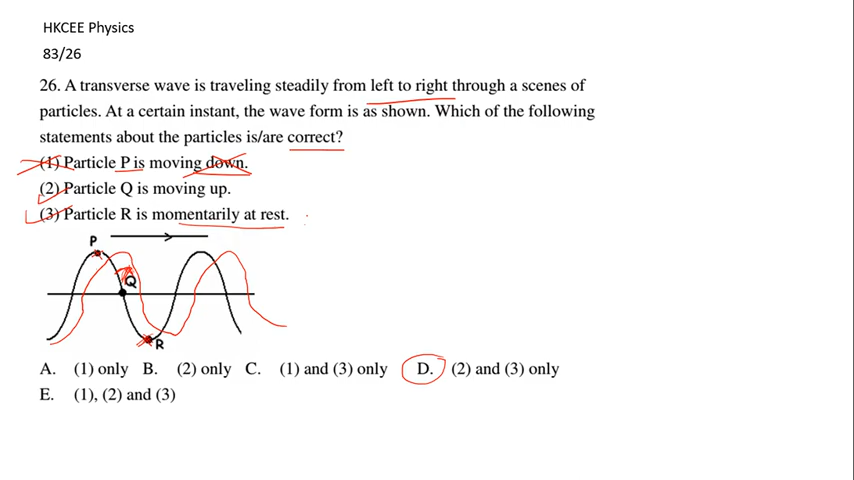 HKCEE Physics
83/26
26. A transverse wave is traveling steadily from left to right through a scenes of
particles. At a certain instant, the wave form is as shown. Which of the following
statements about the particles is/are correct?
(1) Particle P is moving down.
(2) Particle Q is moving up.
(3) Particle R is momentarily at rest.
P
Q
R
A. (1) only B. (2) only C. (1) and (3) only D. (2) and (3) only
E. (1), (2) and (3)